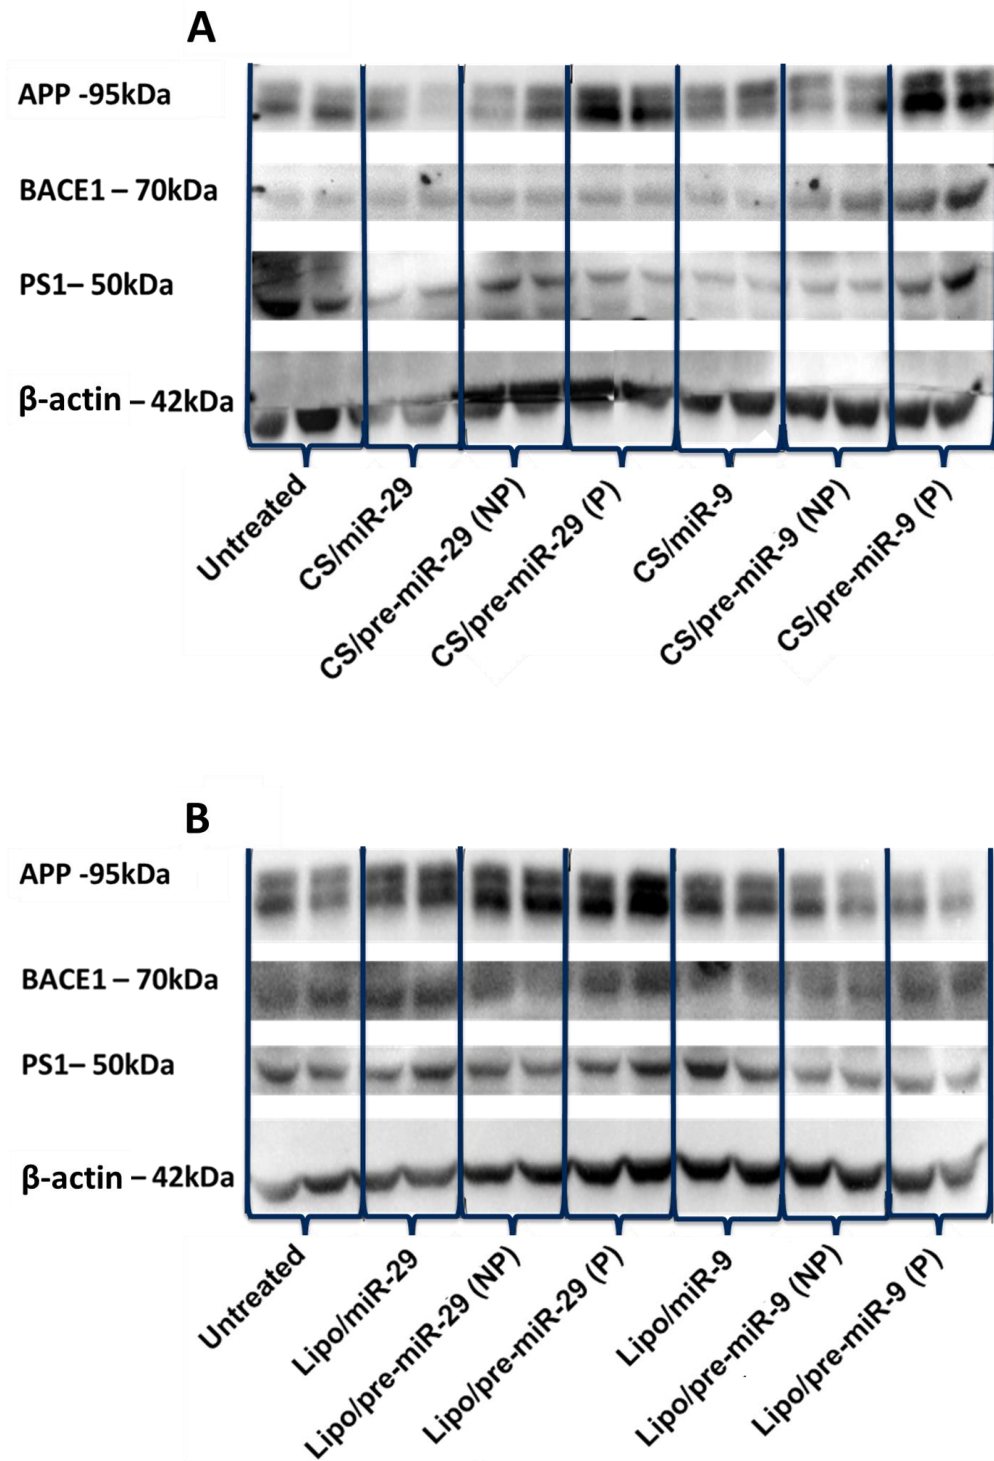 A
APP -95kDa
BACE1 – 70kDa
PS1– 50kDa
β-actin – 42kDa
Untreated
CS/miR-29
CS/pre-miR-29 (NP)
CS/pre-miR-29 (P)
CS/miR-9
CS/pre-miR-9 (NP)
CS/pre-miR-9 (P)
B
APP -95kDa
BACE1 – 70kDa
PS1– 50kDa
β-actin – 42kDa
Untreated
Lipo/miR-29
Lipo/pre-miR-29 (NP)
Lipo/pre-miR-29 (P)
Lipo/miR-9
Lipo/pre-miR-9 (NP)
Lipo/pre-miR-9 (P)